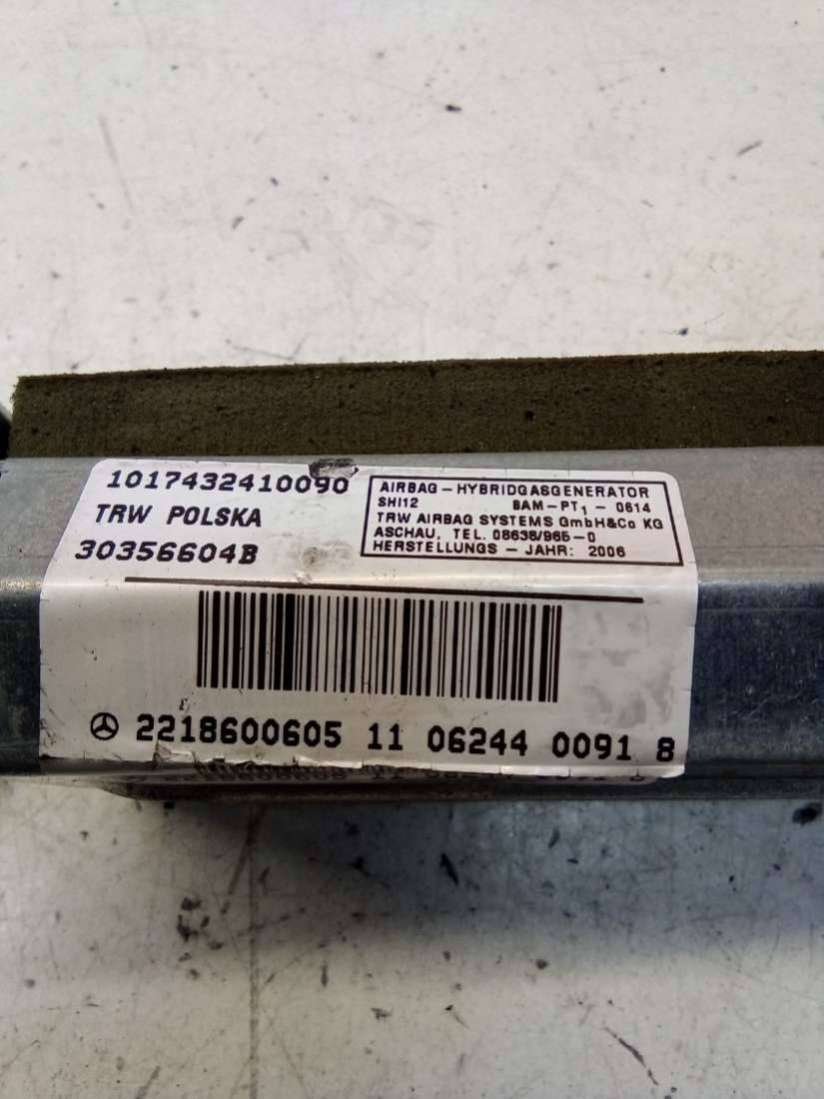 1017432410090
TRW POLSKA
30356604B
AIRBAG - HYBRIDGASGENERATOR
SHI12 BAM-PT1 - 0614
TRW AIRBAG SYSTEMS GmbH&Co KG
ASCHAU, TEL. 08638/965-0
HERSTELLUNGS - JAHR: 2006
2218600605 11 06244 0091 8